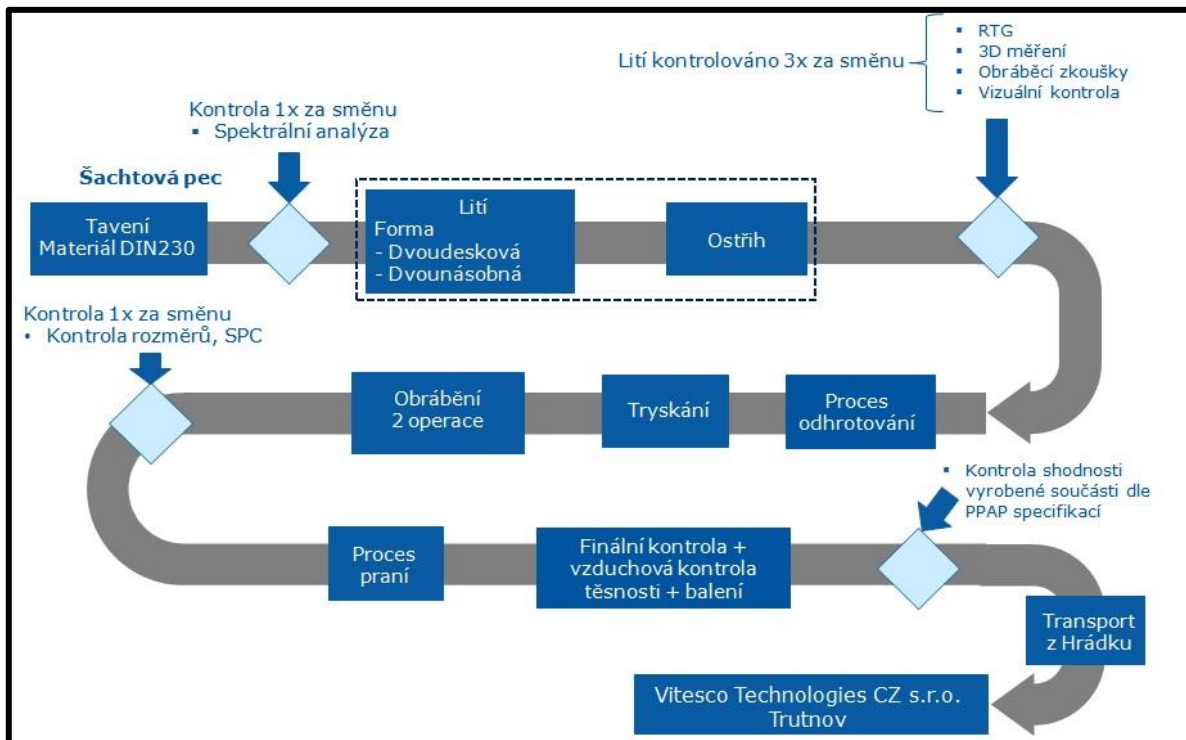 Lití kontrolováno 3x za směnu
▪ RTG
▪ 3D měření
▪ Obráběcí zkoušky
▪ Vizuální kontrola
Kontrola 1x za směnu
▪ Spektrální analýza
Šachtová pec
Tavení
Materiál DIN230
Lití
Forma
- Dvoudesková
- Dvounásobná
Ostřih
Kontrola 1x za směnu
• Kontrola rozměrů, SPC
Obrábění
2 operace
Tryskání
Proces
odhrotování
▪ Kontrola shodnosti
vyrobené součásti dle
PPAP specifikací
Proces
praní
Finální kontrola +
vzduchová kontrola
těsnosti + balení
Transport
z Hrádku
Vitesco Technologies CZ s.r.o.
Trutnov